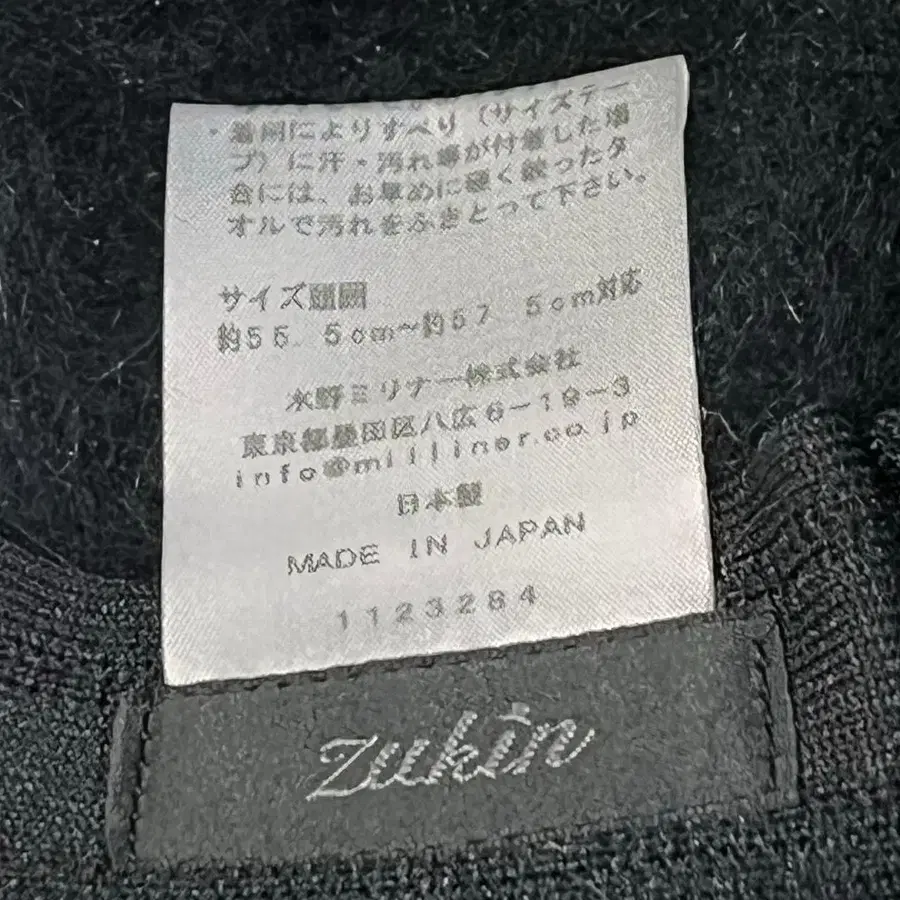 ・着用によりすべり(サイズテー
プ)に汗・汚れ等が付着した場
合には、お早めに硬く絞ったタ
オルで汚れをふきとって下さい。
サイズ頭囲
約55.5cm～約57.5cm対応
水野ミリナー株式会社
東京都墨田区八広6-19-3
info@milliner.co.jp
日本製
MADE IN JAPAN
1123284
zukin